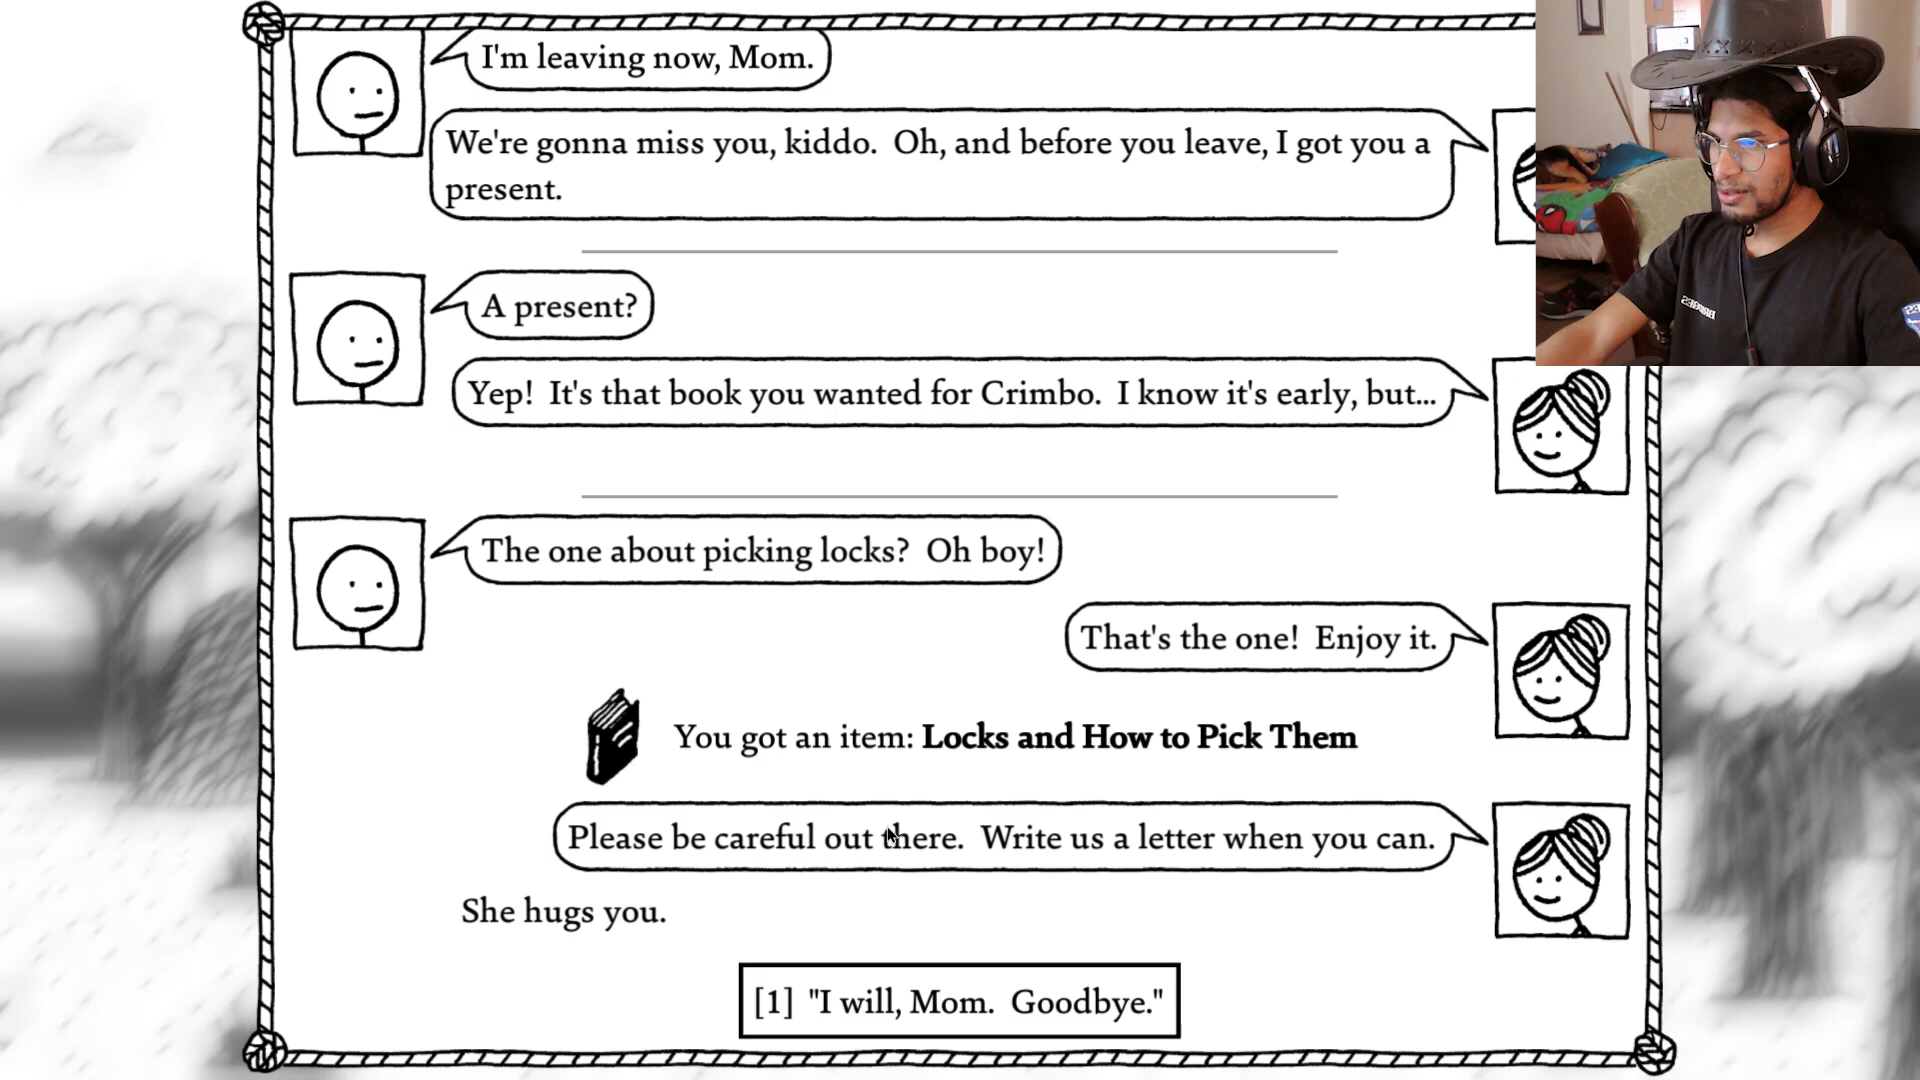 I'm leaving now, Mom.
We're gonna miss you, kiddo. Oh, and before you leave, I got you a
present.
A present?
Yep! It's that book you wanted for Crimbo. I know it's early, but...
The one about picking locks? Oh boy!
That's the one! Enjoy it.
You got an item: Locks and How to Pick Them
Please be careful out there. Write us a letter when you can.
She hugs you.
[1] "I will, Mom. Goodbye."